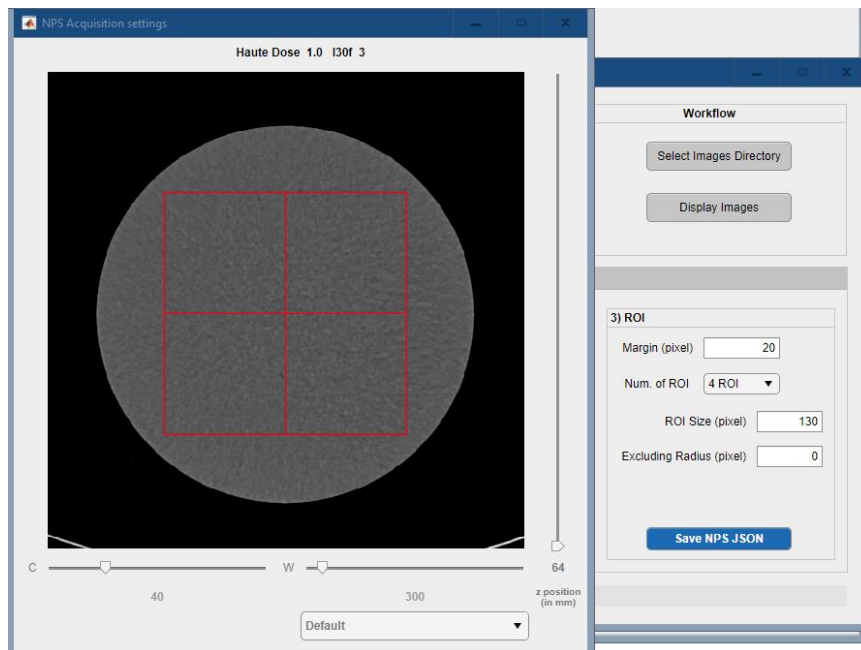 NPS Acquisition settings
Haute Dose 1.0 I30f 3
C
W
64
40
300
z position
(in mm)
Default
Workflow
Select Images Directory
Display Images
3) ROI
Margin (pixel) 20
Num. of ROI 4 ROI
ROI Size (pixel) 130
Excluding Radius (pixel) 0
Save NPS JSON